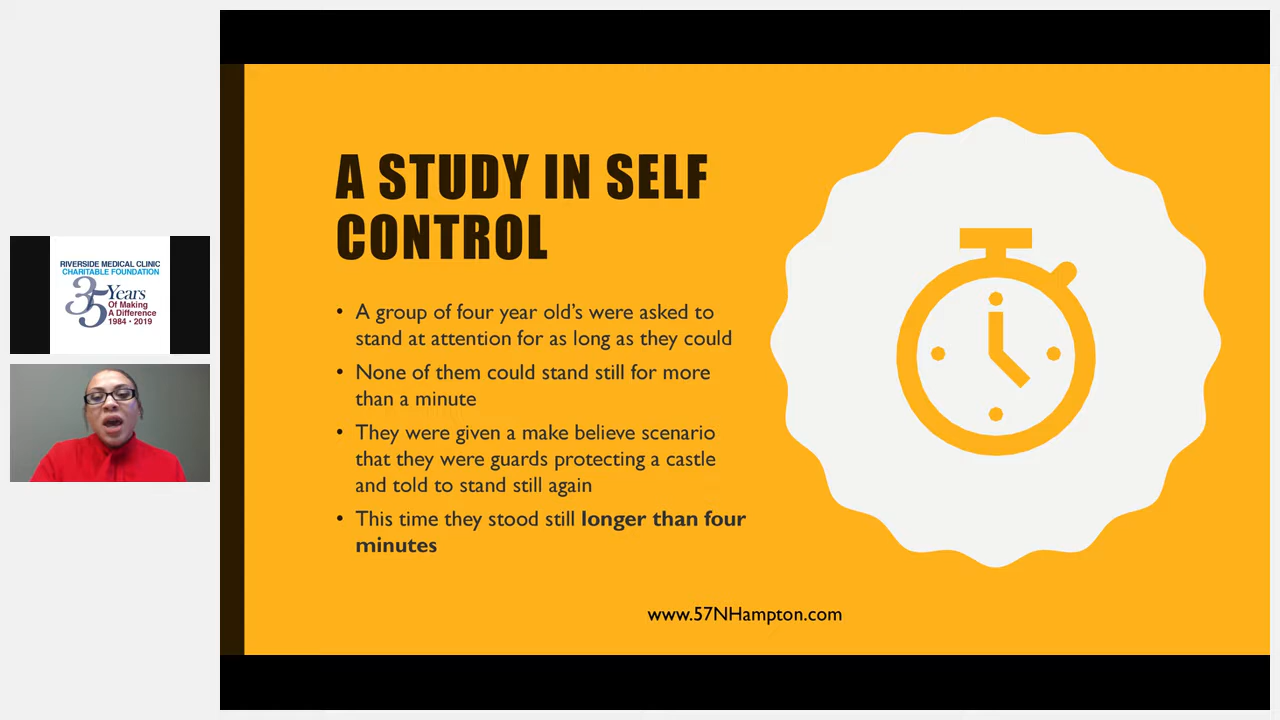 RIVERSIDE MEDICAL CLINIC
CHARITABLE FOUNDATION
35 Years
Of Making
A Difference
1984 • 2019
A STUDY IN SELF
CONTROL
• A group of four year old's were asked to
stand at attention for as long as they could
• None of them could stand still for more
than a minute
• They were given a make believe scenario
that they were guards protecting a castle
and told to stand still again
• This time they stood still longer than four
minutes
www.57NHampton.com